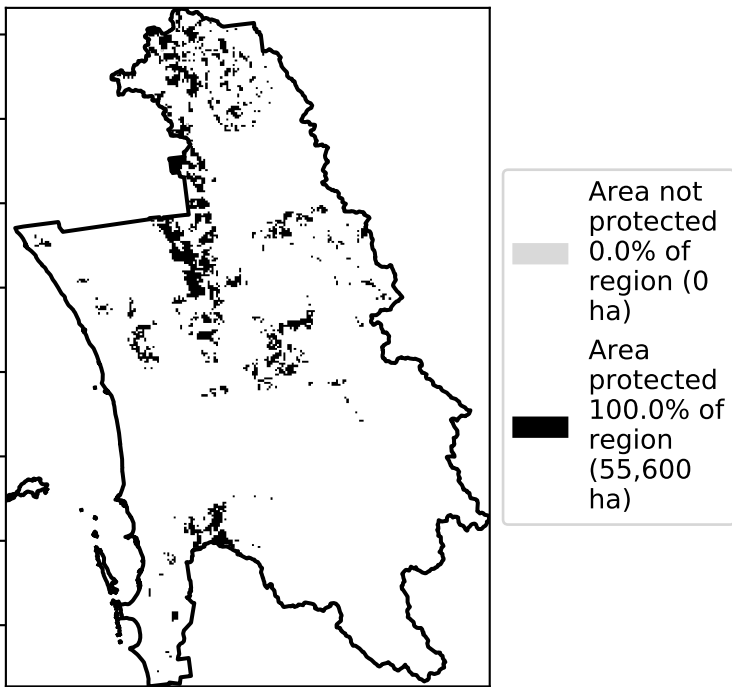 Area not
protected
0.0% of
region (0
ha)
Area
protected
100.0% of
region
(55,600
ha)